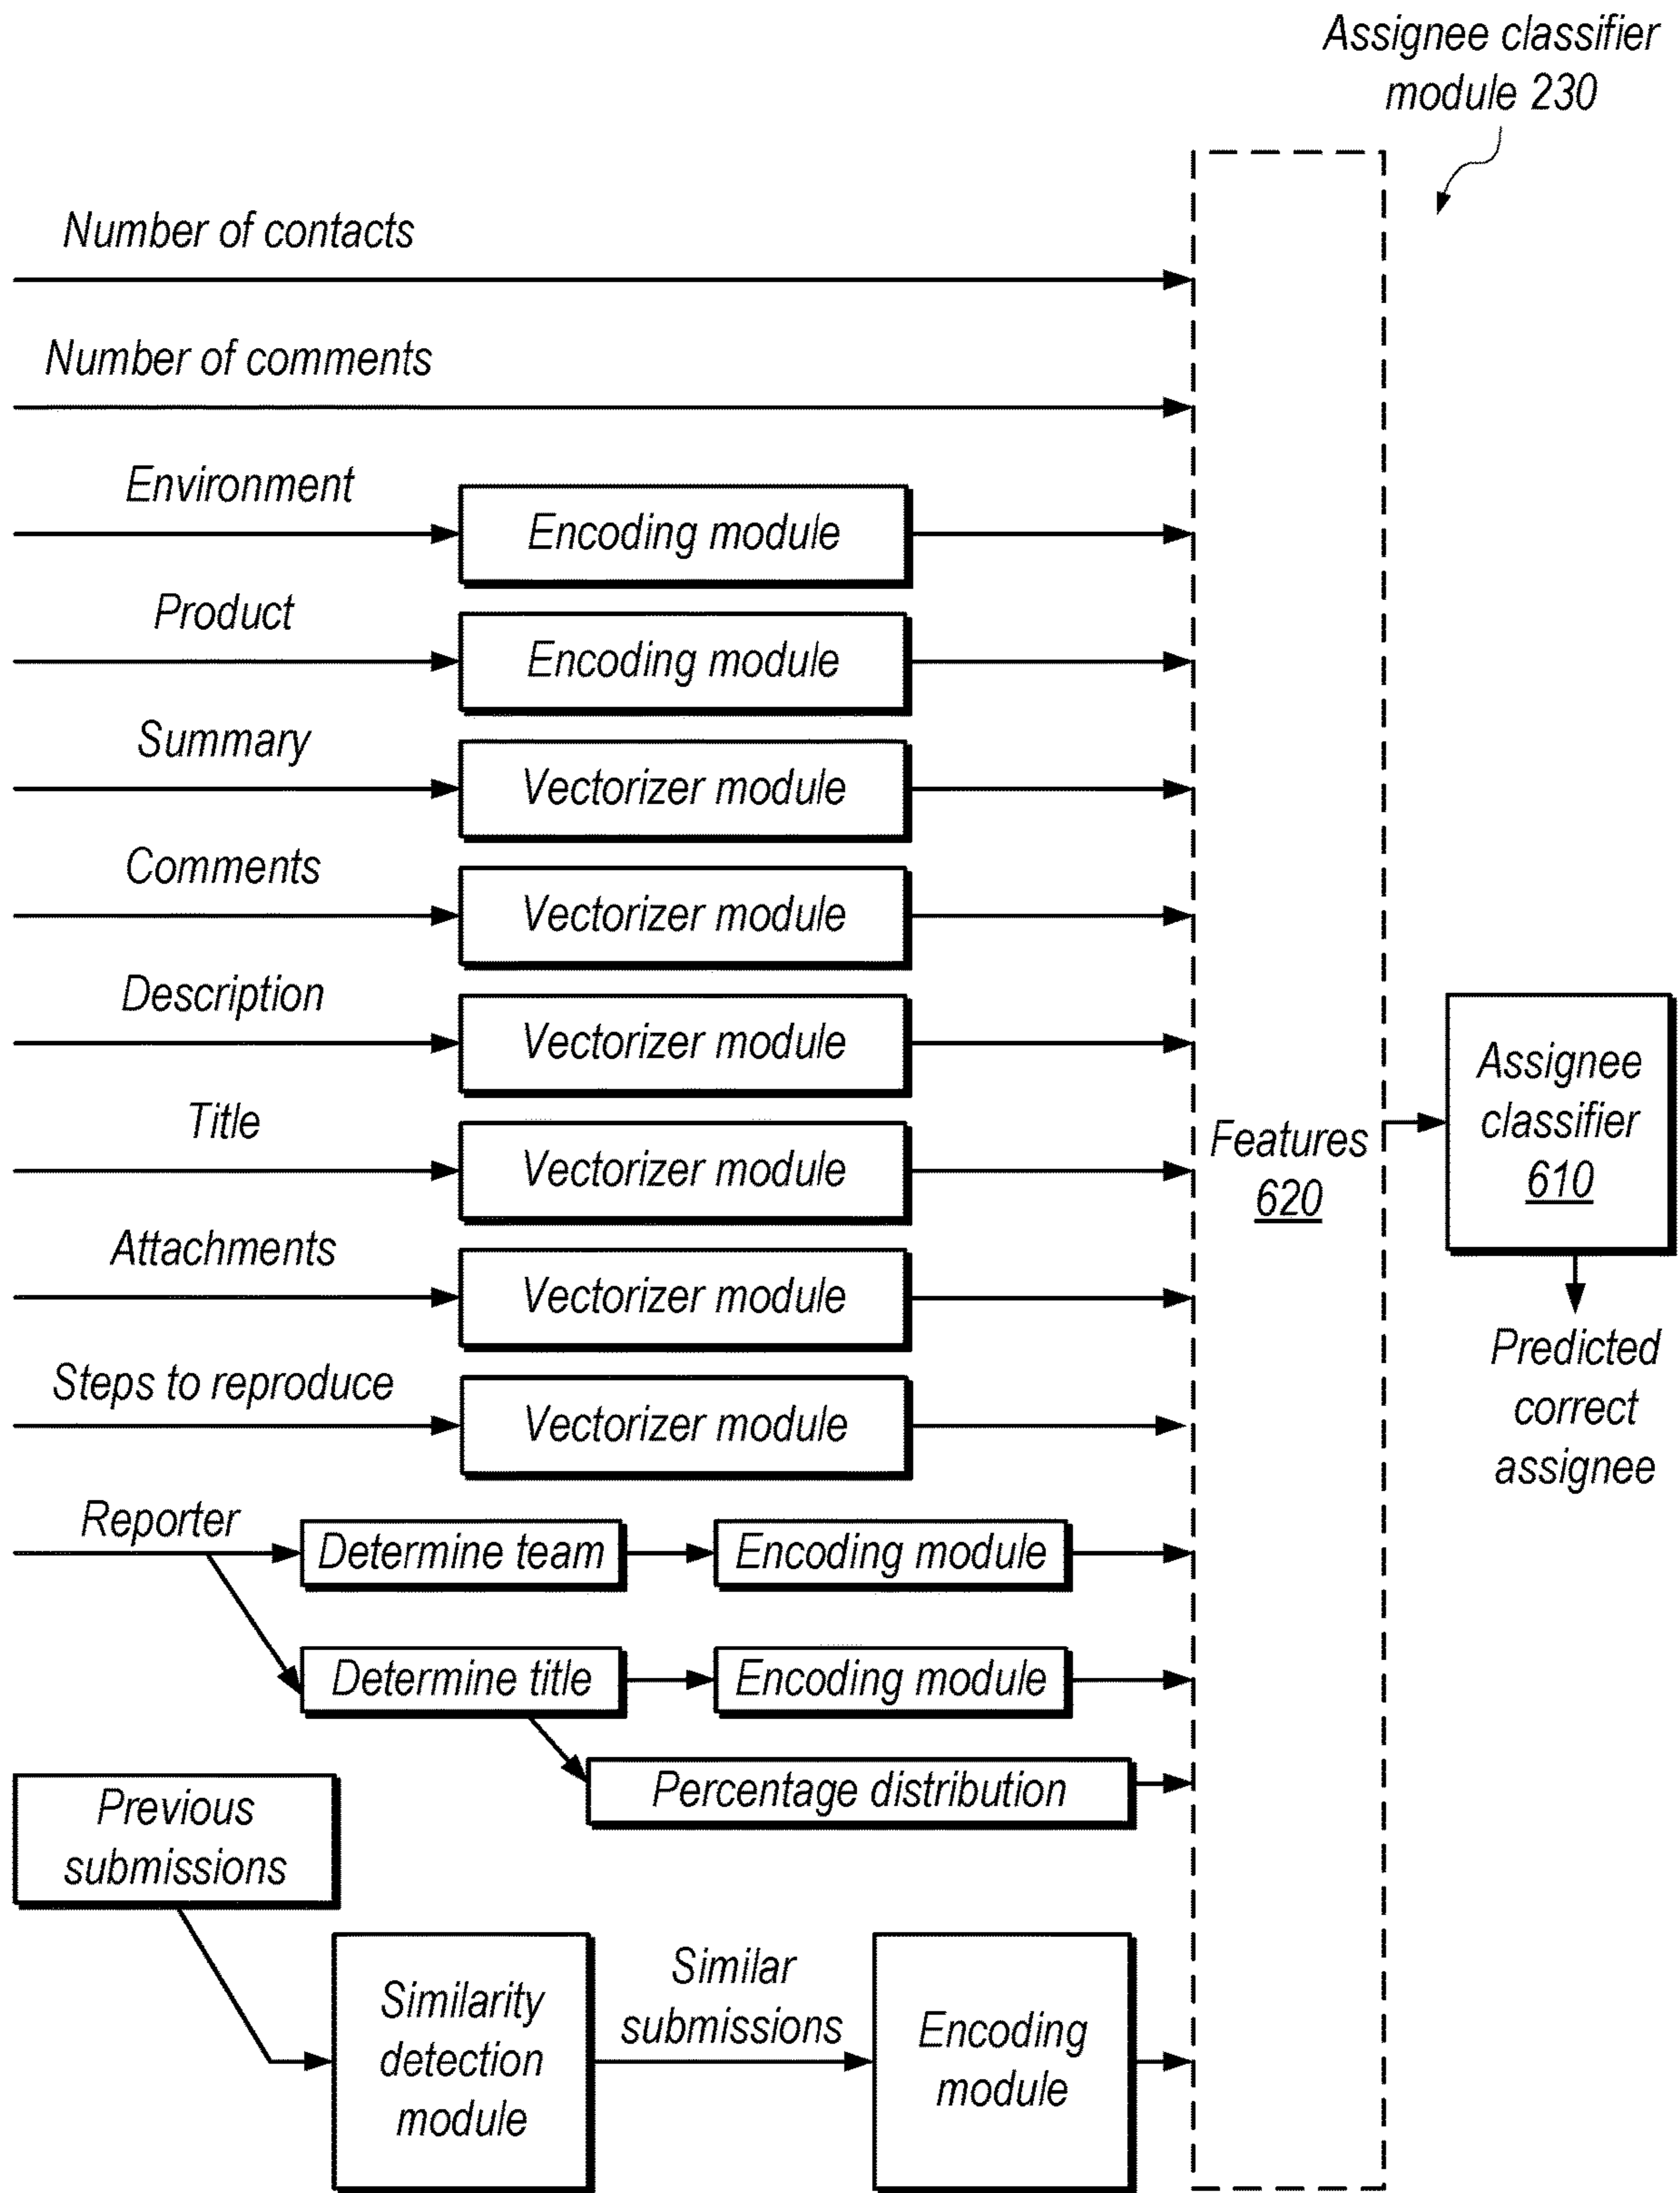 Assignee classifier
module 230
Number of contacts
Number of comments
Environment
Encoding module
Product
Encoding module
Summary
Vectorizer module
Comments
Vectorizer module
Description
Vectorizer module
Title
Vectorizer module
Attachments
Vectorizer module
Steps to reproduce
Vectorizer module
Features
620
Assignee
classifier
610
Predicted
correct
assignee
Reporter
Determine team
Encoding module
Determine title
Encoding module
Percentage distribution
Previous
submissions
Similarity
detection
module
Similar
submissions
Encoding
module